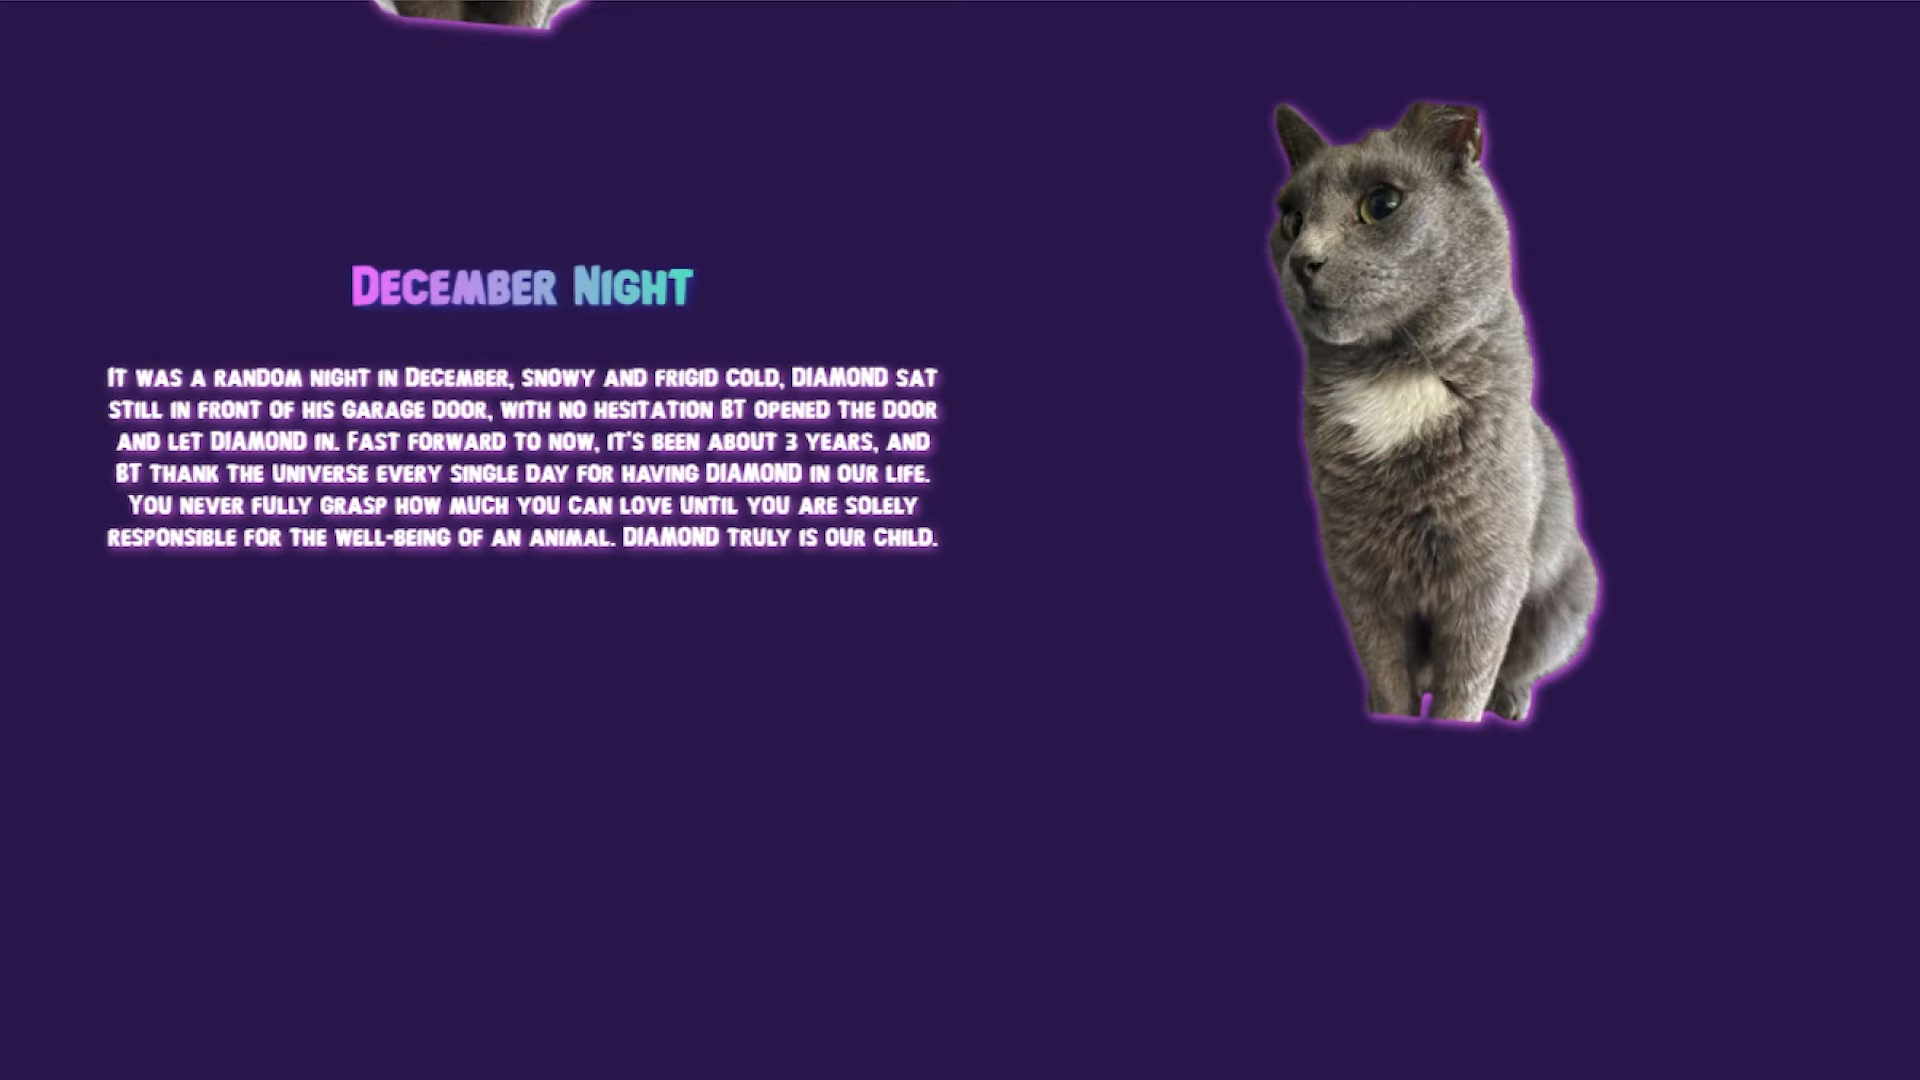 December Night
It was a random night in December, snowy and frigid cold, DIAMOND sat
still in front of his garage door, with no hesitation BT opened the door
and let DIAMOND in. Fast forward to now, it's been about 3 years, and
BT thank the universe every single day for having DIAMOND in our life.
You never fully grasp how much you can love until you are solely
responsible for the well-being of an animal. DIAMOND truly is our child.